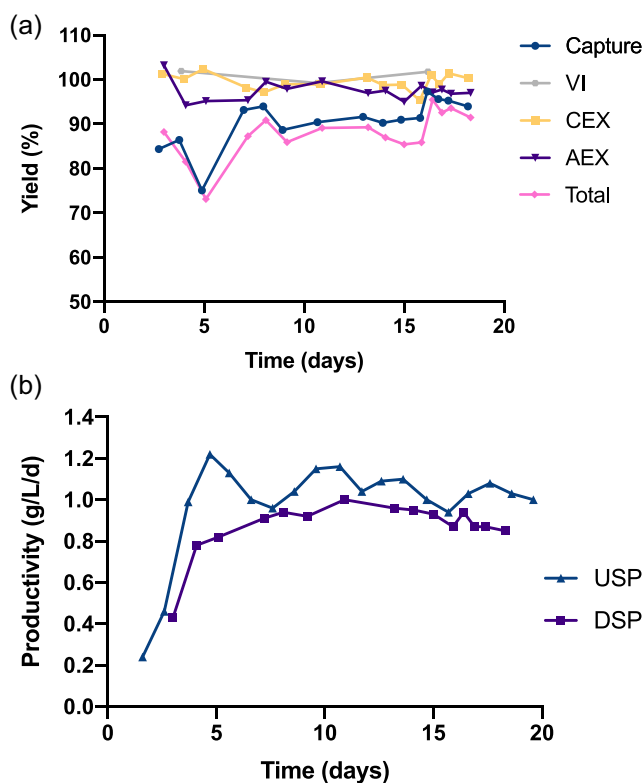 (a)
Yield (%)
110
100
90
80
70
60
50
0
5
10
15
20
Time (days)
Capture
VI
CEX
AEX
Total
(b)
Productivity (g/L/d)
1.4
1.2
1.0
0.8
0.6
0.4
0.2
0.0
0
5
10
15
20
Time (days)
USP
DSP